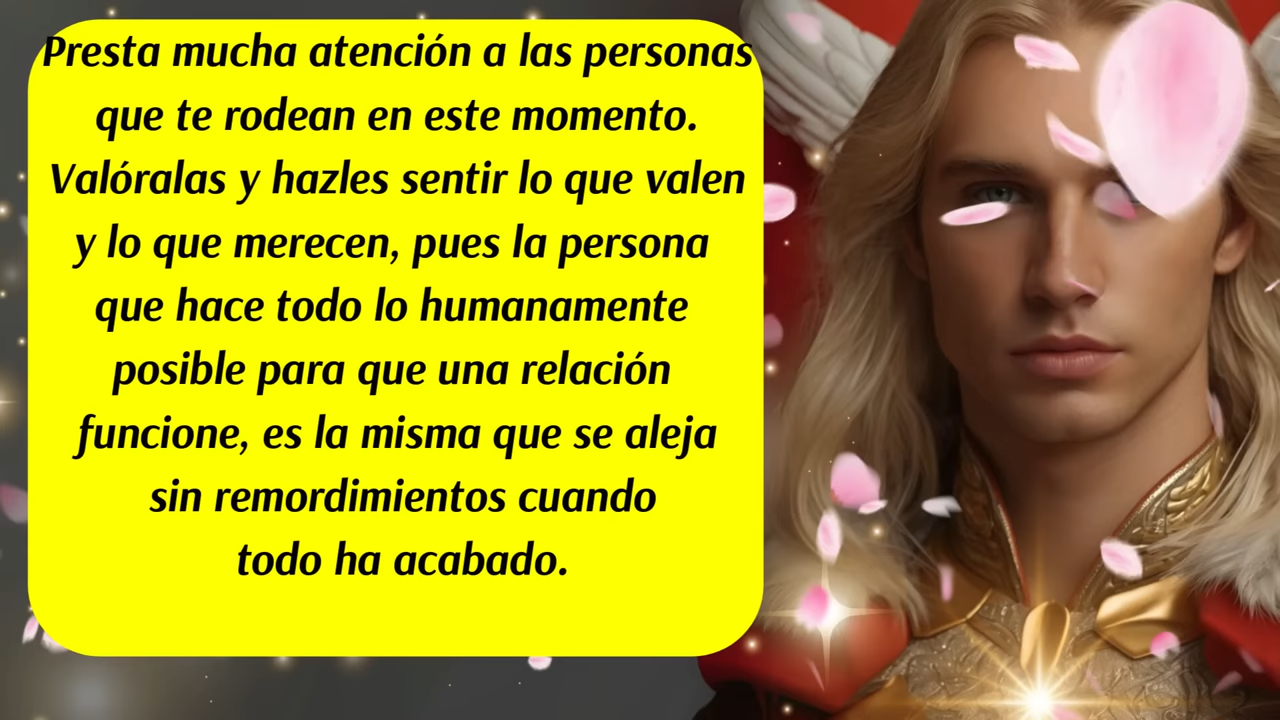 Presta mucha atención a las personas
que te rodean en este momento.
Valóralas y hazles sentir lo que valen
y lo que merecen, pues la persona
que hace todo lo humanamente
posible para que una relación
funcione, es la misma que se aleja
sin remordimientos cuando
todo ha acabado.